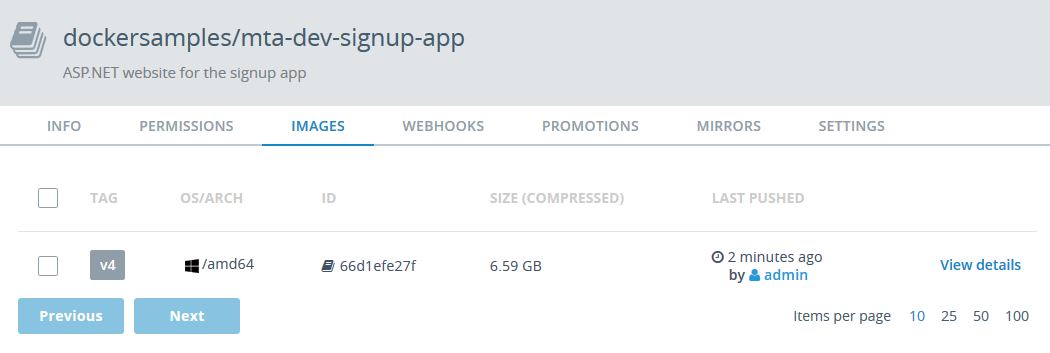 dockersamples/mta-dev-signup-app
ASP.NET website for the signup app
INFO PERMISSIONS IMAGES WEBHOOKS PROMOTIONS MIRRORS SETTINGS
TAG OS/ARCH ID SIZE (COMPRESSED) LAST PUSHED
v4 /amd64 66d1efe27f 6.59 GB 2 minutes ago View details
by admin
Previous Next Items per page 10 25 50 100